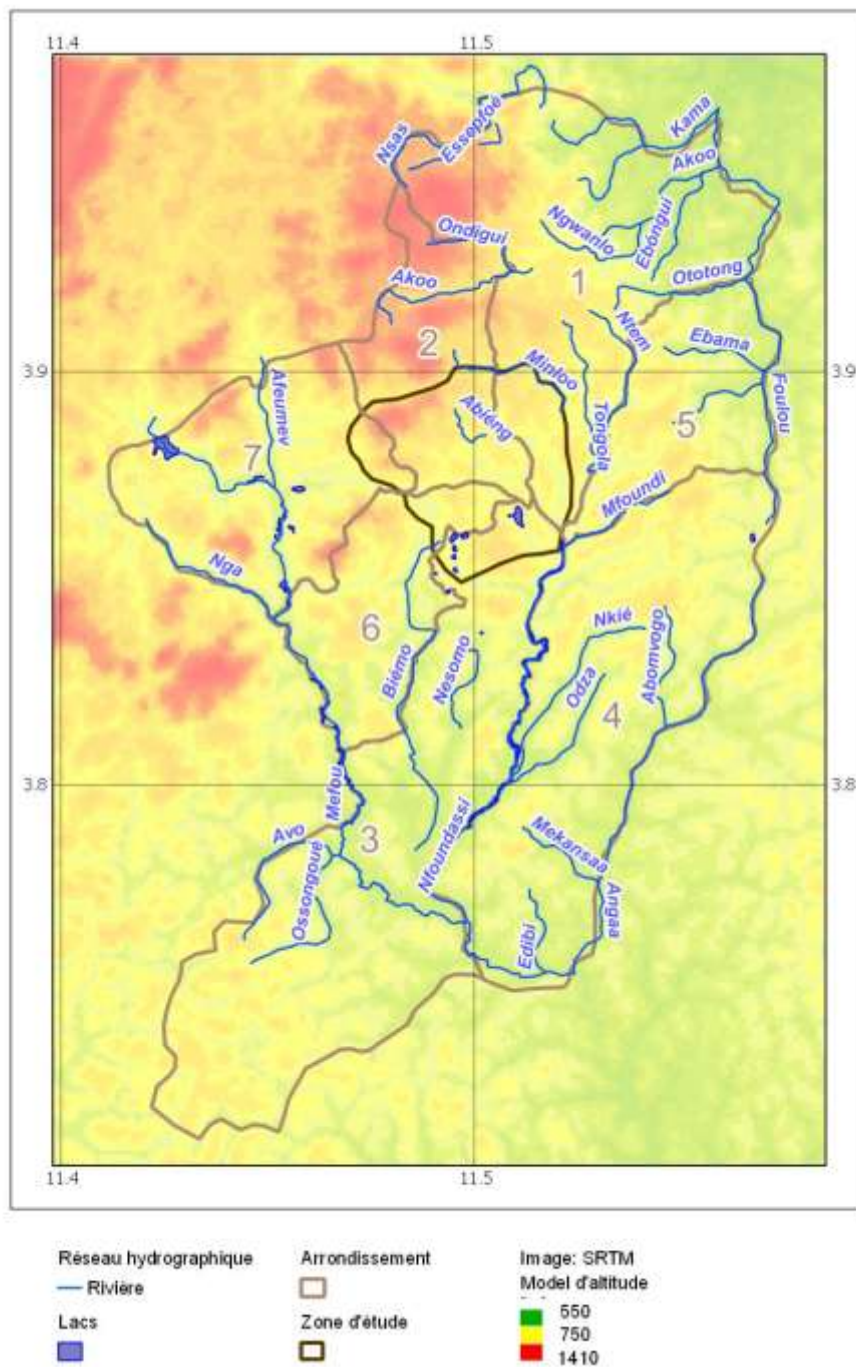 11.4 11.5
Kama
Essepfoé
Nsas
Akoo
Ngwanlo
Ebongui
Ondigui
Ototong
Akoo
1
Ntem
2
Ebama
3.9 3.9
Minloo
Afeumev
Abiéng
Foulou
Tongola
5
7
Mfoundi
Nga
Nkié
6
Abomvogo
Biémo
Nesomo
Odza
4
3.8 3.8
Mefou
Avo
3
Mekansaa
Ossongoué
Nfoundassi
Angaa
Edibi
11.4 11.5
Réseau hydrographique
Rivière
Lacs
Arrondissement
Zone d'étude
Image: SRTM
Model d'altitude
550
750
1410